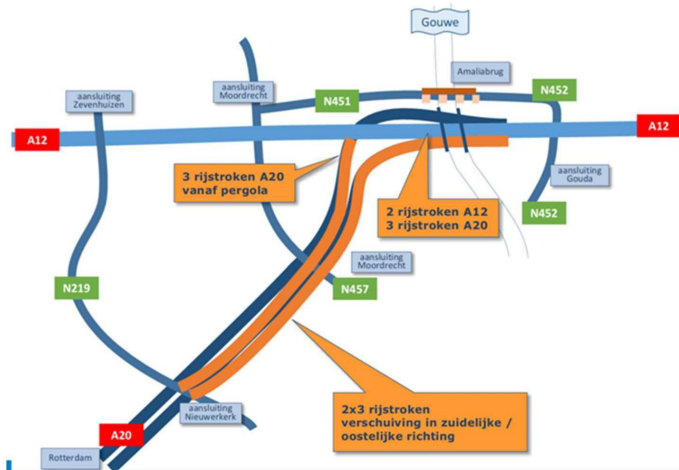 Gouwe
Amaliabrug
aansluiting
Zevenhuizen
aansluiting
Moordrecht
N451
N452
A12
A12
3 rijstroken A20
vanaf pergola
2 rijstroken A12
3 rijstroken A20
aansluiting
Gouda
N452
N219
aansluiting
Moordrecht
N457
2x3 rijstroken
verschuiving in zuidelijke /
oostelijke richting
aansluiting
Nieuwerkerk
A20
Rotterdam